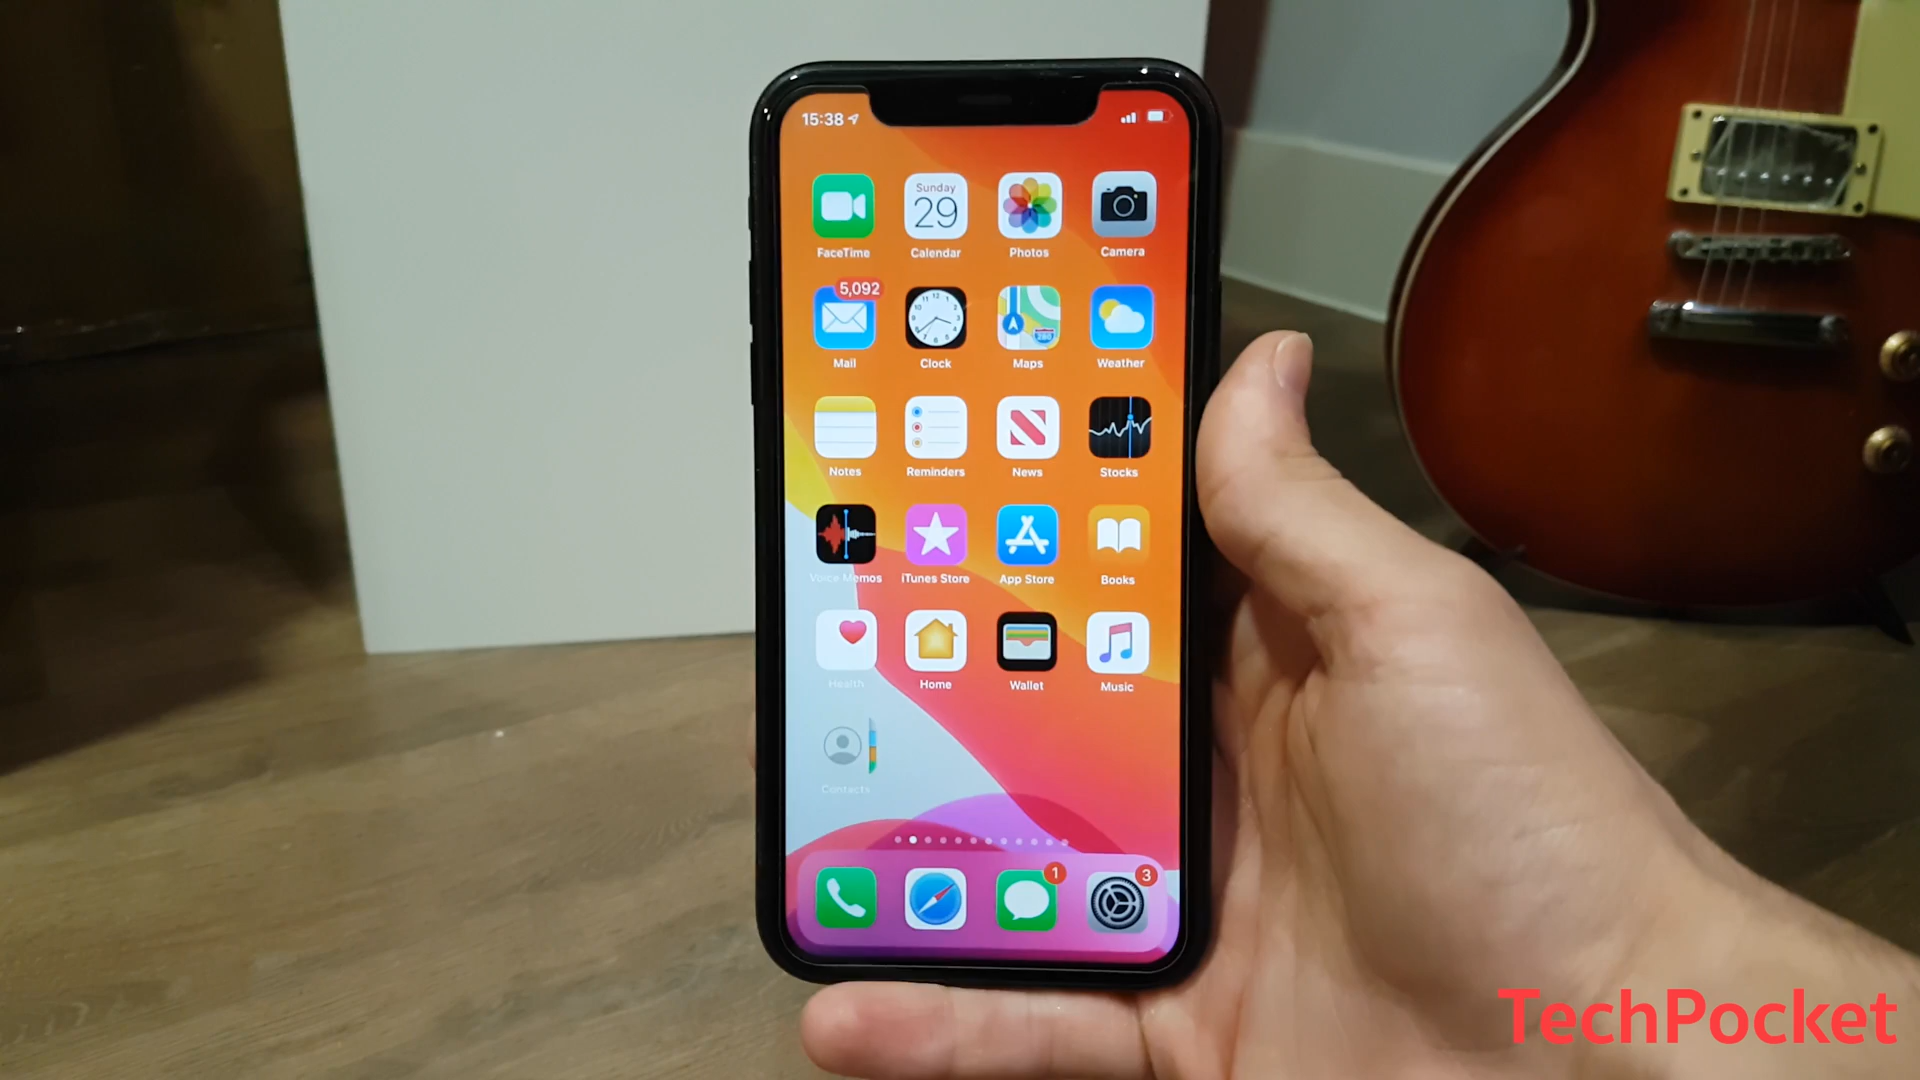 15:38
Sunday
29
FaceTime Calendar Photos Camera
5,092
Mail Clock Maps Weather
Notes Reminders News Stocks
Voice Memos iTunes Store App Store Books
Health Home Wallet Music
Contacts
1
3
TechPocket